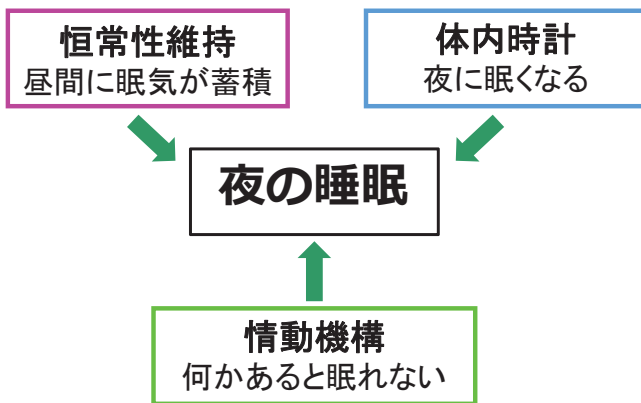 恒常性維持
昼間に眠気が蓄積
体内時計
夜に眠くなる
夜の睡眠
情動機構
何かあると眠れない